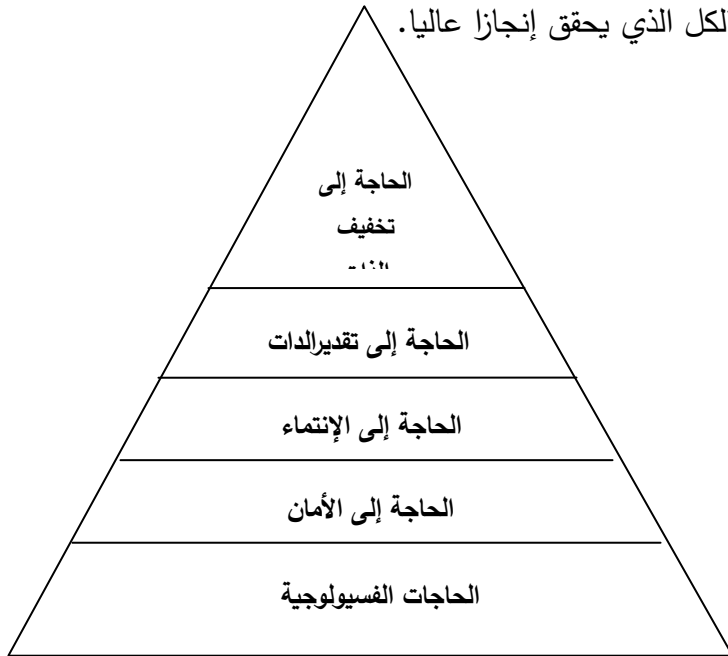 لكل الذي يحقق إنجازا عاليا.
الحاجة إلى
تخفيف
الحاجة إلى تقديرالدات
الحاجة إلى الإنتماء
الحاجة إلى الأمان
الحاجات الفسيولوجية